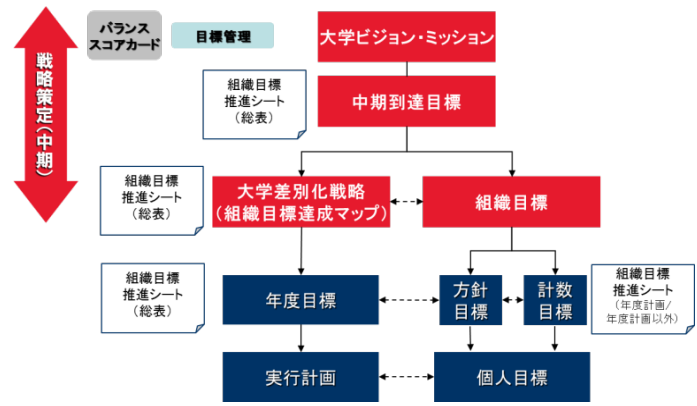 バランス
スコアカード
目標管理
大学ビジョン・ミッション
戦略策定(中期)
組織目標
推進シート
(総表)
中期到達目標
組織目標
推進シート
(総表)
大学差別化戦略
(組織目標達成マップ)
組織目標
組織目標
推進シート
(総表)
年度目標
方針
目標
計数
目標
組織目標
推進シート
(年度計画/
年度計画以外)
実行計画
個人目標